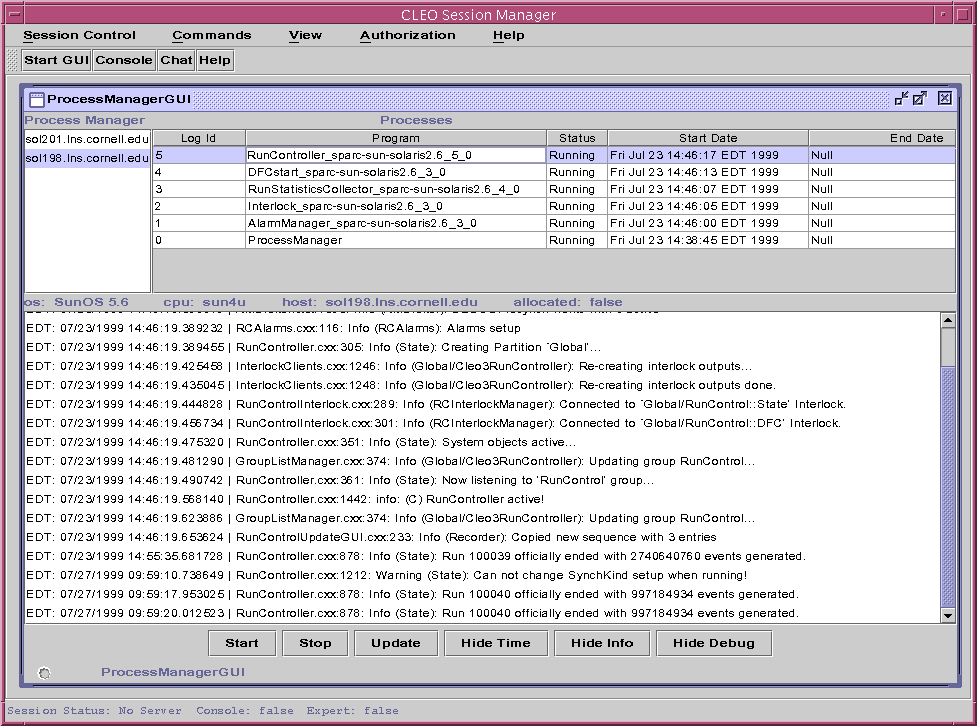 CLEO Session Manager
Session Control Commands View Authorization Help
Start GUI Console Chat Help
ProcessManagerGUI
Process Manager Processes
sol201.lns.cornell.edu
sol198.lns.cornell.edu
Log Id Program Status Start Date End Date
5 RunController_sparc-sun-solaris2.6_5_0 Running Fri Jul 23 14:46:17 EDT 1999 Null
4 DFCstart_sparc-sun-solaris2.6_3_0 Running Fri Jul 23 14:46:13 EDT 1999 Null
3 RunStatisticsCollector_sparc-sun-solaris2.6_4_0 Running Fri Jul 23 14:46:07 EDT 1999 Null
2 Interlock_sparc-sun-solaris2.6_3_0 Running Fri Jul 23 14:46:05 EDT 1999 Null
1 AlarmManager_sparc-sun-solaris2.6_3_0 Running Fri Jul 23 14:46:00 EDT 1999 Null
0 ProcessManager Running Fri Jul 23 14:38:45 EDT 1999 Null
os: SunOS 5.6 cpu: sun4u host: sol198.lns.cornell.edu allocated: false
EDT: 07/23/1999 14:46:19.389232 | RCAlarms.cxx:116: Info (RCAlarms): Alarms setup
EDT: 07/23/1999 14:46:19.389455 | RunController.cxx:305: Info (State): Creating Partition `Global'...
EDT: 07/23/1999 14:46:19.425458 | InterlockClients.cxx:1246: Info (Global/Cleo3RunController): Re-creating interlock outputs...
EDT: 07/23/1999 14:46:19.435045 | InterlockClients.cxx:1248: Info (Global/Cleo3RunController): Re-creating interlock outputs done.
EDT: 07/23/1999 14:46:19.444828 | RunControlInterlock.cxx:289: Info (RCInterlockManager): Connected to `Global/RunControl::State' Interlock.
EDT: 07/23/1999 14:46:19.456734 | RunControlInterlock.cxx:301: Info (RCInterlockManager): Connected to `Global/RunControl::DFC' Interlock.
EDT: 07/23/1999 14:46:19.475320 | RunController.cxx:351: Info (State): System objects active...
EDT: 07/23/1999 14:46:19.481290 | GroupListManager.cxx:374: Info (Global/Cleo3RunController): Updating group RunControl...
EDT: 07/23/1999 14:46:19.490742 | RunController.cxx:361: Info (State): Now listening to 'RunControl' group...
EDT: 07/23/1999 14:46:19.568140 | RunController.cxx:1442: info: (C) RunController active!
EDT: 07/23/1999 14:46:19.623886 | GroupListManager.cxx:374: Info (Global/Cleo3RunController): Updating group RunControl...
EDT: 07/23/1999 14:46:19.653624 | RunControlUpdateGUI.cxx:233: Info (Recorder): Copied new sequence with 3 entries
EDT: 07/23/1999 14:55:35.681728 | RunController.cxx:878: Info (State): Run 100039 officially ended with 2740640760 events generated.
EDT: 07/27/1999 09:59:10.738649 | RunController.cxx:1212: Warning (State): Can not change SynchKind setup when running!
EDT: 07/27/1999 09:59:17.953025 | RunController.cxx:878: Info (State): Run 100040 officially ended with 997184934 events generated.
EDT: 07/27/1999 09:59:20.012523 | RunController.cxx:878: Info (State): Run 100040 officially ended with 997184934 events generated.
Start Stop Update Hide Time Hide Info Hide Debug
ProcessManagerGUI
Session Status: No Server Console: false Expert: false